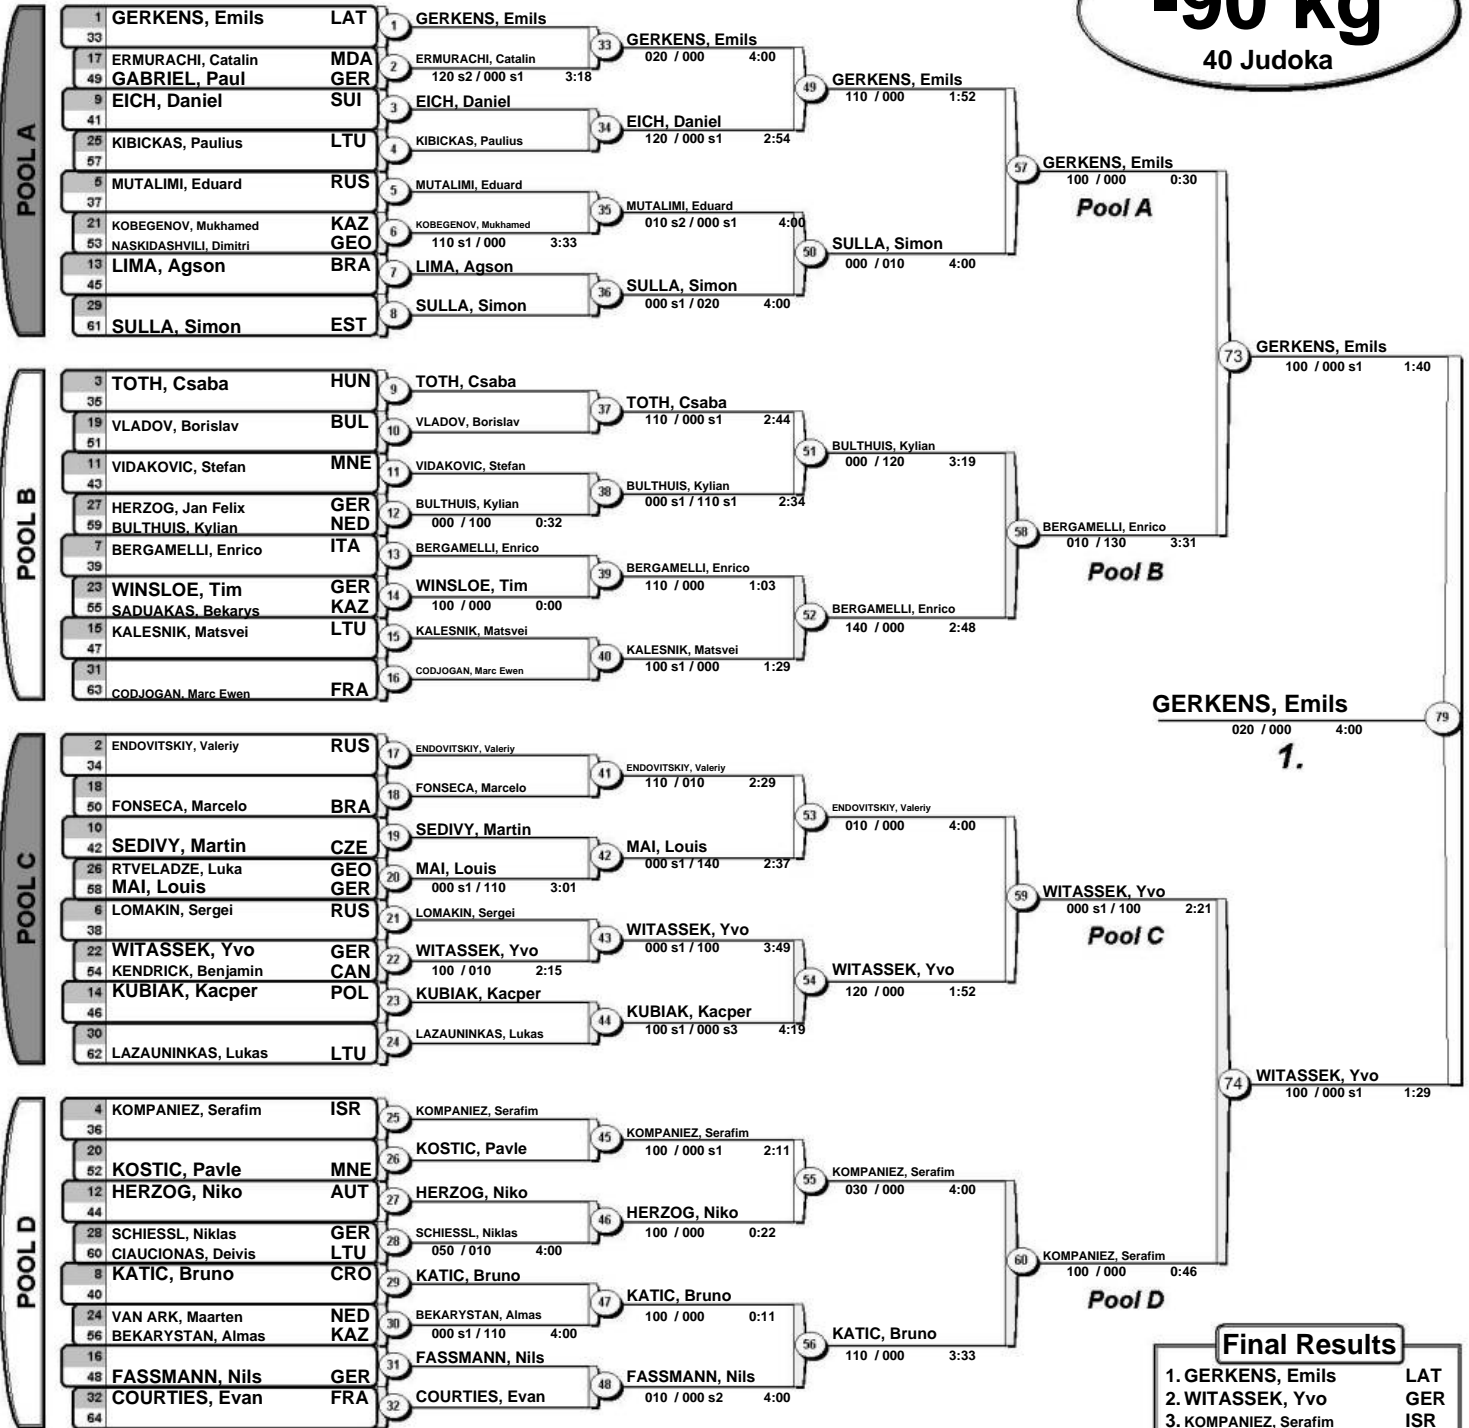 -90 kg
40 Judoka
POOL A
1 GERKENS, Emils LAT
33
17 ERMURACHI, Catalin MDA
49 GABRIEL, Paul GER
9 EICH, Daniel SUI
41
25 KIBICKAS, Paulius LTU
57
5 MUTALIMI, Eduard RUS
37
21 KOBEGENOV, Mukhamed KAZ
53 NASKIDASHVILI, Dimitri GEO
13 LIMA, Agson BRA
45
29
61 SULLA, Simon EST
1 GERKENS, Emils
2 ERMURACHI, Catalin
120 s2 / 000 s1 3:18
3 EICH, Daniel
4 KIBICKAS, Paulius
5 MUTALIMI, Eduard
6 KOBEGENOV, Mukhamed
110 s1 / 000 3:33
7 LIMA, Agson
8 SULLA, Simon
33 GERKENS, Emils
020 / 000 4:00
34 EICH, Daniel
120 / 000 s1 2:54
35 MUTALIMI, Eduard
010 s2 / 000 s1 4:00
36 SULLA, Simon
000 s1 / 020 4:00
49 GERKENS, Emils
110 / 000 1:52
50 SULLA, Simon
000 / 010 4:00
57 GERKENS, Emils
100 / 000 0:30
Pool A
POOL B
3 TOTH, Csaba HUN
35
19 VLADOV, Borislav BUL
51
11 VIDAKOVIC, Stefan MNE
43
27 HERZOG, Jan Felix GER
59 BULTHUIS, Kylian NED
7 BERGAMELLI, Enrico ITA
39
23 WINSLOE, Tim GER
55 SADUAKAS, Bekarys KAZ
15 KALESNIK, Matsvei LTU
47
31
63 CODJOGAN, Marc Ewen FRA
9 TOTH, Csaba
10 VLADOV, Borislav
11 VIDAKOVIC, Stefan
12 BULTHUIS, Kylian
000 / 100 0:32
13 BERGAMELLI, Enrico
14 WINSLOE, Tim
100 / 000 0:00
15 KALESNIK, Matsvei
16 CODJOGAN, Marc Ewen
37 TOTH, Csaba
110 / 000 s1 2:44
38 BULTHUIS, Kylian
000 s1 / 110 s1 2:34
39 BERGAMELLI, Enrico
110 / 000 1:03
40 KALESNIK, Matsvei
100 s1 / 000 1:29
51 BULTHUIS, Kylian
000 / 120 3:19
52 BERGAMELLI, Enrico
140 / 000 2:48
58 BERGAMELLI, Enrico
010 / 130 3:31
Pool B
73 GERKENS, Emils
100 / 000 s1 1:40
GERKENS, Emils 79
020 / 000 4:00
1.
POOL C
2 ENDOVITSKIY, Valeriy RUS
34
18
50 FONSECA, Marcelo BRA
10
42 SEDIVY, Martin CZE
26 RTVELADZE, Luka GEO
58 MAI, Louis GER
6 LOMAKIN, Sergei RUS
38
22 WITASSEK, Yvo GER
54 KENDRICK, Benjamin CAN
14 KUBIAK, Kacper POL
46
30
62 LAZAUNINKAS, Lukas LTU
17 ENDOVITSKIY, Valeriy
18 FONSECA, Marcelo
19 SEDIVY, Martin
20 MAI, Louis
000 s1 / 110 3:01
21 LOMAKIN, Sergei
22 WITASSEK, Yvo
100 / 010 2:15
23 KUBIAK, Kacper
24 LAZAUNINKAS, Lukas
41 ENDOVITSKIY, Valeriy
110 / 010 2:29
42 MAI, Louis
000 s1 / 140 2:37
43 WITASSEK, Yvo
000 s1 / 100 3:49
44 KUBIAK, Kacper
100 s1 / 000 s3 4:19
53 ENDOVITSKIY, Valeriy
010 / 000 4:00
54 WITASSEK, Yvo
120 / 000 1:52
59 WITASSEK, Yvo
000 s1 / 100 2:21
Pool C
74 WITASSEK, Yvo
100 / 000 s1 1:29
POOL D
4 KOMPANIEZ, Serafim ISR
36
20
52 KOSTIC, Pavle MNE
12 HERZOG, Niko AUT
44
28 SCHIESSL, Niklas GER
60 CIAUCIONAS, Deivis LTU
8 KATIC, Bruno CRO
40
24 VAN ARK, Maarten NED
56 BEKARYSTAN, Almas KAZ
16
48 FASSMANN, Nils GER
32 COURTIES, Evan FRA
64
25 KOMPANIEZ, Serafim
26 KOSTIC, Pavle
27 HERZOG, Niko
28 SCHIESSL, Niklas
050 / 010 4:00
29 KATIC, Bruno
30 BEKARYSTAN, Almas
000 s1 / 110 4:00
31 FASSMANN, Nils
32 COURTIES, Evan
45 KOMPANIEZ, Serafim
100 / 000 s1 2:11
46 HERZOG, Niko
100 / 000 0:22
47 KATIC, Bruno
100 / 000 0:11
48 FASSMANN, Nils
010 / 000 s2 4:00
55 KOMPANIEZ, Serafim
030 / 000 4:00
56 KATIC, Bruno
110 / 000 3:33
60 KOMPANIEZ, Serafim
100 / 000 0:46
Pool D
Final Results
1. GERKENS, Emils LAT
2. WITASSEK, Yvo GER
3. KOMPANIEZ, Serafim ISR